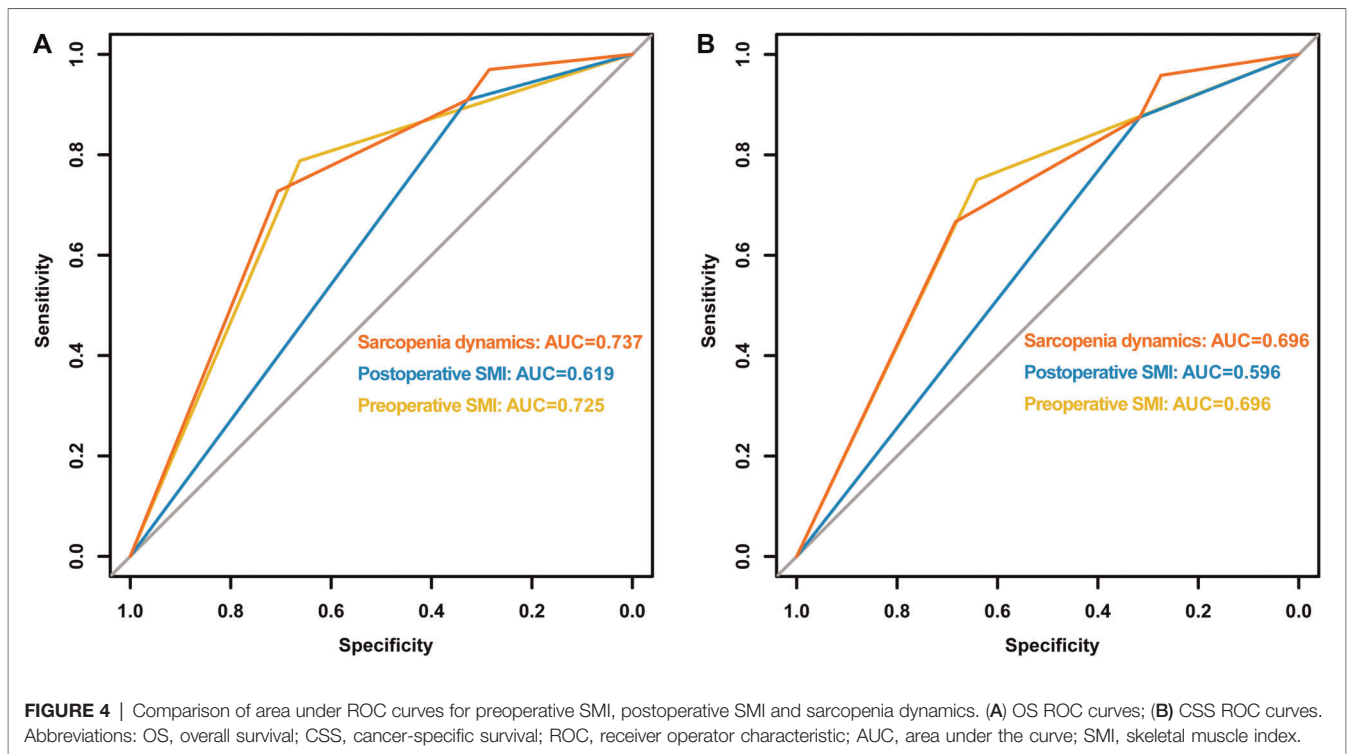 A
1.0
0.8
0.6
0.4
0.2
0.0
Sensitivity
Sarcopenia dynamics: AUC=0.737
Postoperative SMI: AUC=0.619
Preoperative SMI: AUC=0.725
1.0 0.8 0.6 0.4 0.2 0.0
Specificity
B
1.0
0.8
0.6
0.4
0.2
0.0
Sensitivity
Sarcopenia dynamics: AUC=0.696
Postoperative SMI: AUC=0.596
Preoperative SMI: AUC=0.696
1.0 0.8 0.6 0.4 0.2 0.0
Specificity
FIGURE 4 | Comparison of area under ROC curves for preoperative SMI, postoperative SMI and sarcopenia dynamics. (A) OS ROC curves; (B) CSS ROC curves.
Abbreviations: OS, overall survival; CSS, cancer-specific survival; ROC, receiver operator characteristic; AUC, area under the curve; SMI, skeletal muscle index.